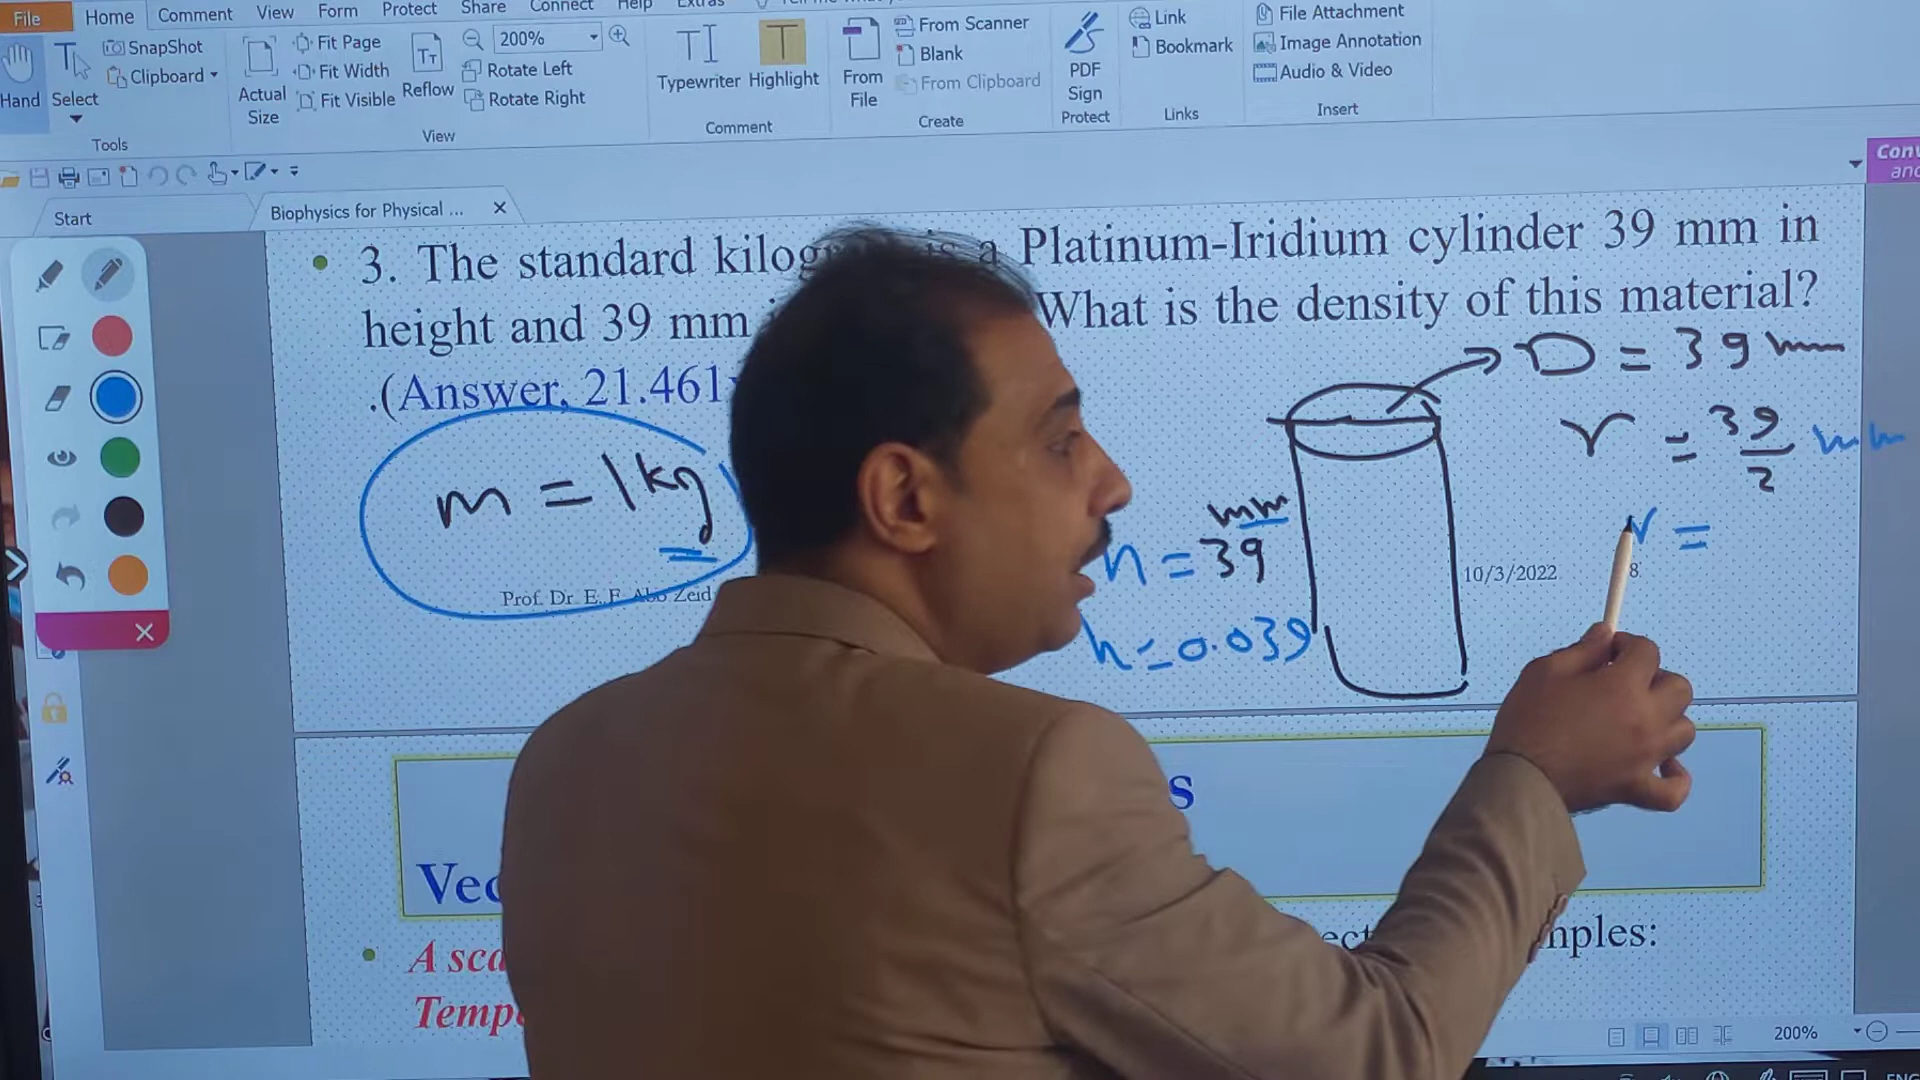 File Home Comment View Form Protect Share Connect Help Extras
SnapShot
Clipboard
Hand Select
Tools
Actual Size
Fit Page
Fit Width
Fit Visible
Reflow
200%
Rotate Left
Rotate Right
View
Typewriter Highlight
Comment
From File
From Scanner
Blank
From Clipboard
Create
PDF Sign
Protect
Link
Bookmark
Links
File Attachment
Image Annotation
Audio & Video
Insert
Start
Biophysics for Physical ...
3. The standard is a Platinum-Iridium cylinder 39 mm in
height and 39 mm What is the density of this material?
.(Answer, 21.461
D = 39 mm
r = 39/2 mm
m = 1kg
mm
h = 39
r =
10/3/2022
8
Prof. Dr. E. F. Abo Zeid
h = 0.039
A
examples:
200%
ENG